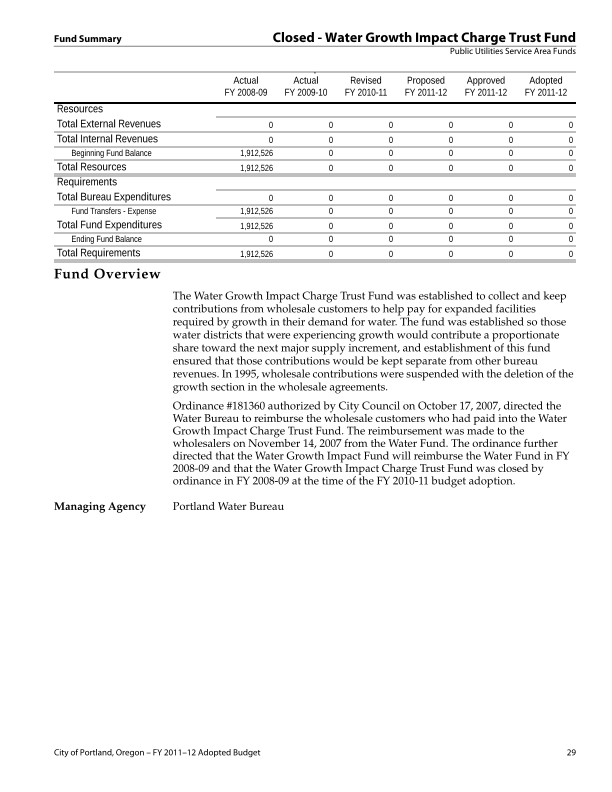 Fund Summary
Closed - Water Growth Impact Charge Trust Fund
Public Utilities Service Area Funds
Actual Actual Revised Proposed Approved Adopted
FY 2008-09 FY 2009-10 FY 2010-11 FY 2011-12 FY 2011-12 FY 2011-12
Resources
Total External Revenues 0 0 0 0 0 0
Total Internal Revenues 0 0 0 0 0 0
Beginning Fund Balance 1,912,526 0 0 0 0 0
Total Resources 1,912,526 0 0 0 0 0
Requirements
Total Bureau Expenditures 0 0 0 0 0 0
Fund Transfers - Expense 1,912,526 0 0 0 0 0
Total Fund Expenditures 1,912,526 0 0 0 0 0
Ending Fund Balance 0 0 0 0 0 0
Total Requirements 1,912,526 0 0 0 0 0
Fund Overview
The Water Growth Impact Charge Trust Fund was established to collect and keep
contributions from wholesale customers to help pay for expanded facilities
required by growth in their demand for water. The fund was established so those
water districts that were experiencing growth would contribute a proportionate
share toward the next major supply increment, and establishment of this fund
ensured that those contributions would be kept separate from other bureau
revenues. In 1995, wholesale contributions were suspended with the deletion of the
growth section in the wholesale agreements.
Ordinance #181360 authorized by City Council on October 17, 2007, directed the
Water Bureau to reimburse the wholesale customers who had paid into the Water
Growth Impact Charge Trust Fund. The reimbursement was made to the
wholesalers on November 14, 2007 from the Water Fund. The ordinance further
directed that the Water Growth Impact Fund will reimburse the Water Fund in FY
2008-09 and that the Water Growth Impact Charge Trust Fund was closed by
ordinance in FY 2008-09 at the time of the FY 2010-11 budget adoption.
Managing Agency Portland Water Bureau
City of Portland, Oregon – FY 2011–12 Adopted Budget 29